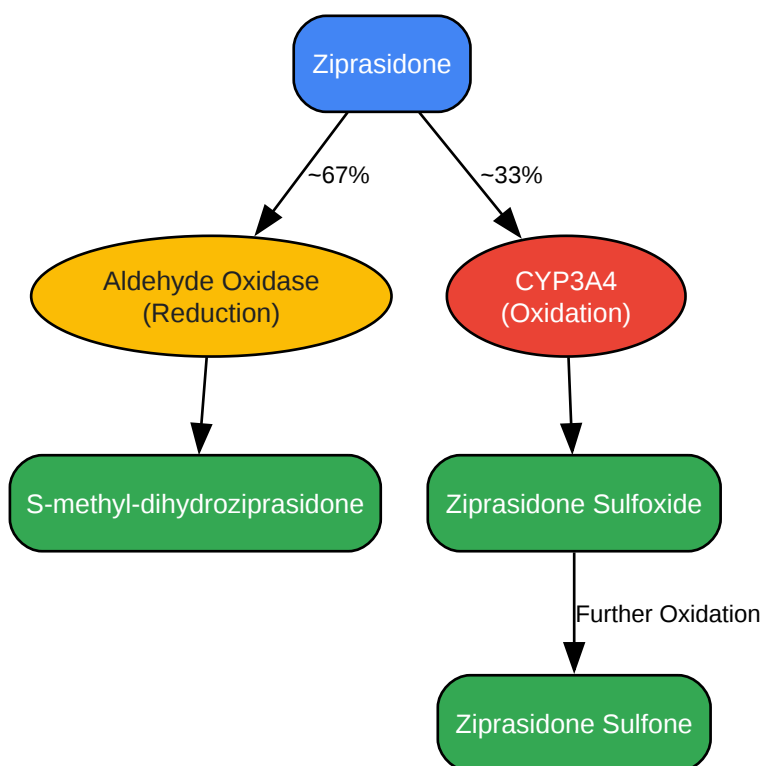 Ziprasidone
~67%
~33%
Aldehyde Oxidase
(Reduction)
CYP3A4
(Oxidation)
S-methyl-dihydroziprasidone
Ziprasidone Sulfoxide
Further Oxidation
Ziprasidone Sulfone